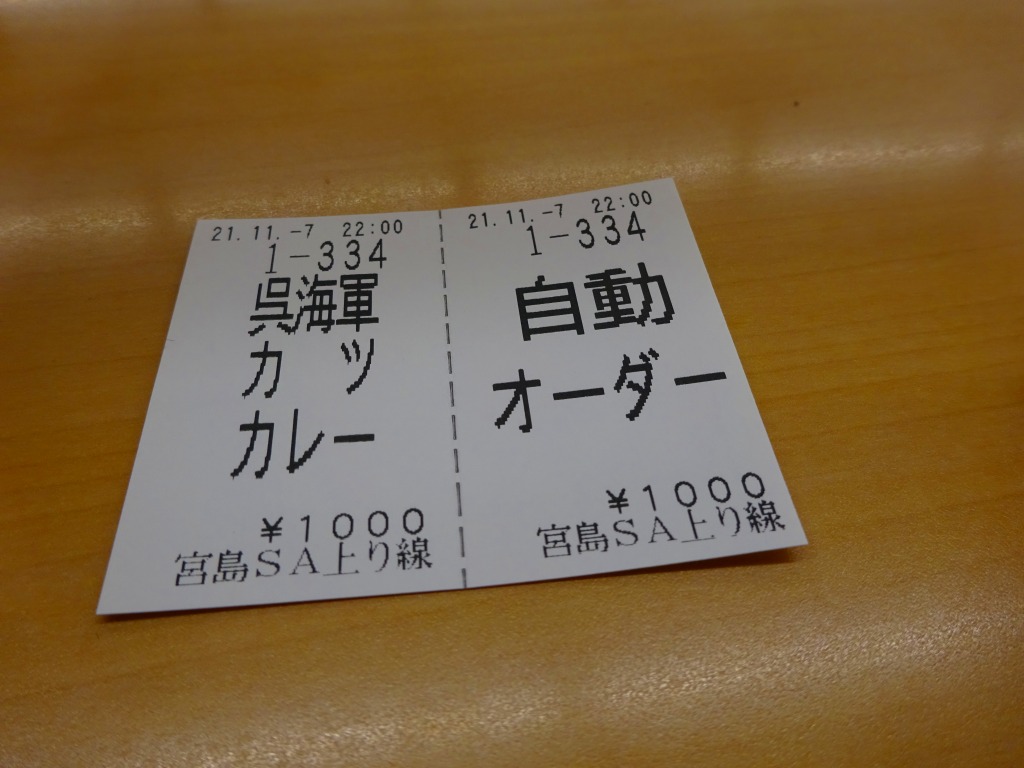 21.11.-7 22:00
1-334
呉海軍
カツ
カレー
¥1000
宮島SA上り線
21.11.-7 22:00
1-334
自動
オーダー
¥1000
宮島SA上り線